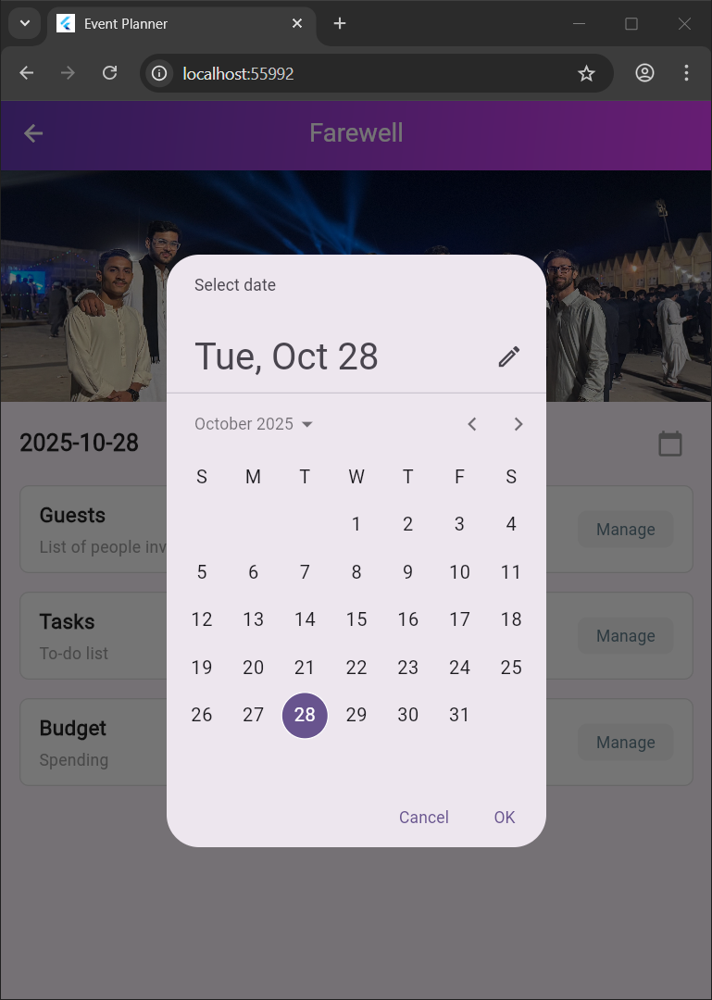 Event Planner
localhost:55992
Farewell
Select date
Tue, Oct 28
October 2025
S M T W T F S
1 2 3 4
5 6 7 8 9 10 11
12 13 14 15 16 17 18
19 20 21 22 23 24 25
26 27 28 29 30 31
Cancel OK
2025-10-28
Guests
List of people inv
Manage
Tasks
To-do list
Manage
Budget
Spending
Manage